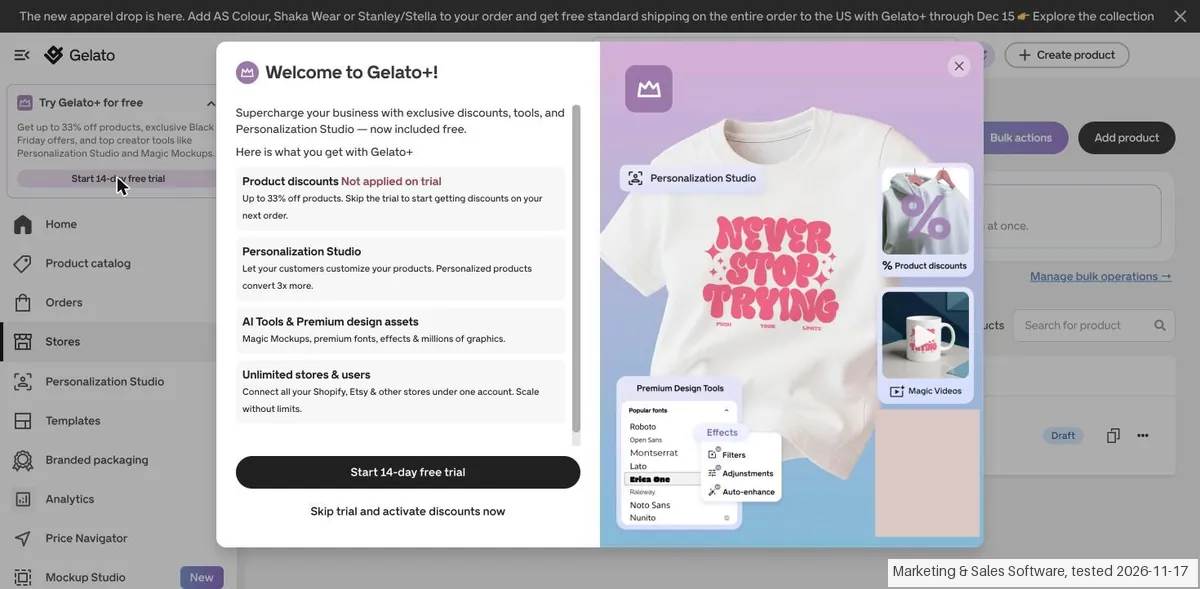 The new apparel drop is here. Add AS Colour, Shaka Wear or Stanley/Stella to your order and get free standard shipping on the entire order to the US with Gelato+ through Dec 15 👉 Explore the collection
Gelato
Create product
Try Gelato+ for free
Get up to 33% off products, exclusive Black
Friday offers, and top creator tools like
Personalization Studio and Magic Mockups.
Start 14-day free trial
Home
Product catalog
Orders
Stores
Personalization Studio
Templates
Branded packaging
Analytics
Price Navigator
Mockup Studio
New
Welcome to Gelato+!
Supercharge your business with exclusive discounts, tools, and
Personalization Studio — now included free.
Here is what you get with Gelato+
Product discounts Not applied on trial
Up to 33% off products. Skip the trial to start getting discounts on your
next order.
Personalization Studio
Let your customers customize your products. Personalized products
convert 3x more.
AI Tools & Premium design assets
Magic Mockups, premium fonts, effects & millions of graphics.
Unlimited stores & users
Connect all your Shopify, Etsy & other stores under one account. Scale
without limits.
Start 14-day free trial
Skip trial and activate discounts now
Personalization Studio
NEVER
STOP
TRYING
PUSH YOUR LIMITS
%
% Product discounts
Magic Videos
Premium Design Tools
Popular fonts
Roboto
Open Sans
Montserrat
Lato
Erica One
Raleway
Noto Sans
Nunito
Effects
Filters
Adjustments
Auto-enhance
Bulk actions
Add product
at once.
Manage bulk operations →
Search for product
Draft
Marketing & Sales Software, tested 2026-11-17